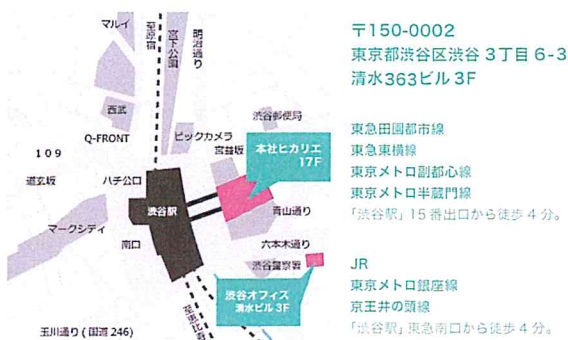 マルイ
至原宿
宮下公園
明治通り
西武
渋谷郵便局
Q-FRONT
ビックカメラ
宮益坂
109
本社ヒカリエ
17F
道玄坂
ハチ公口
渋谷駅
青山通り
マークシティ
南口
六本木通り
渋谷警察署
渋谷オフィス
清水ビル 3F
至恵比寿
玉川通り ( 国道 246)
〒150-0002
東京都渋谷区渋谷 3丁目 6-3
清水363ビル 3F
東急田園都市線
東急東横線
東京メトロ副都心線
東京メトロ半蔵門線
「渋谷駅」15 番出口から徒歩 4 分。
JR
東京メトロ銀座線
京王井の頭線
「渋谷駅」東急南口から徒歩 4 分。